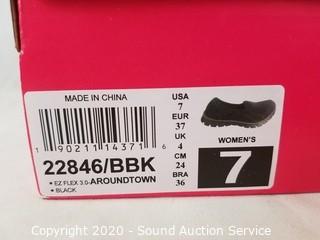 MADE IN CHINA
1 90211 14371 6
22846/BBK
• EZ FLEX 3.0-AROUNDTOWN
• BLACK
USA
7
EUR
37
UK
4
CM
24
BRA
36
WOMEN'S
7
Copyright 2020 - Sound Auction Service